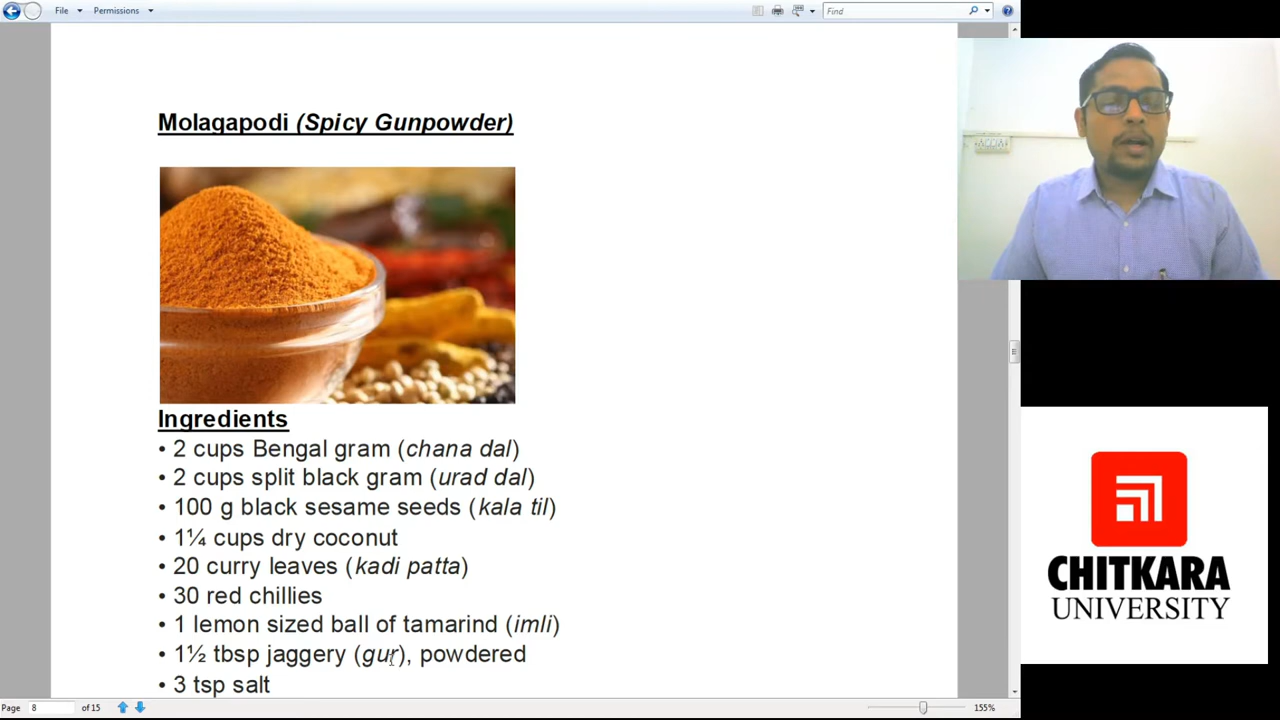 File
Permissions
Find
Molagapodi (Spicy Gunpowder)
Ingredients
• 2 cups Bengal gram (chana dal)
• 2 cups split black gram (urad dal)
• 100 g black sesame seeds (kala til)
• 1¼ cups dry coconut
• 20 curry leaves (kadi patta)
• 30 red chillies
• 1 lemon sized ball of tamarind (imli)
• 1½ tbsp jaggery (gur), powdered
• 3 tsp salt
Page 8 of 15
155%
CHITKARA
UNIVERSITY